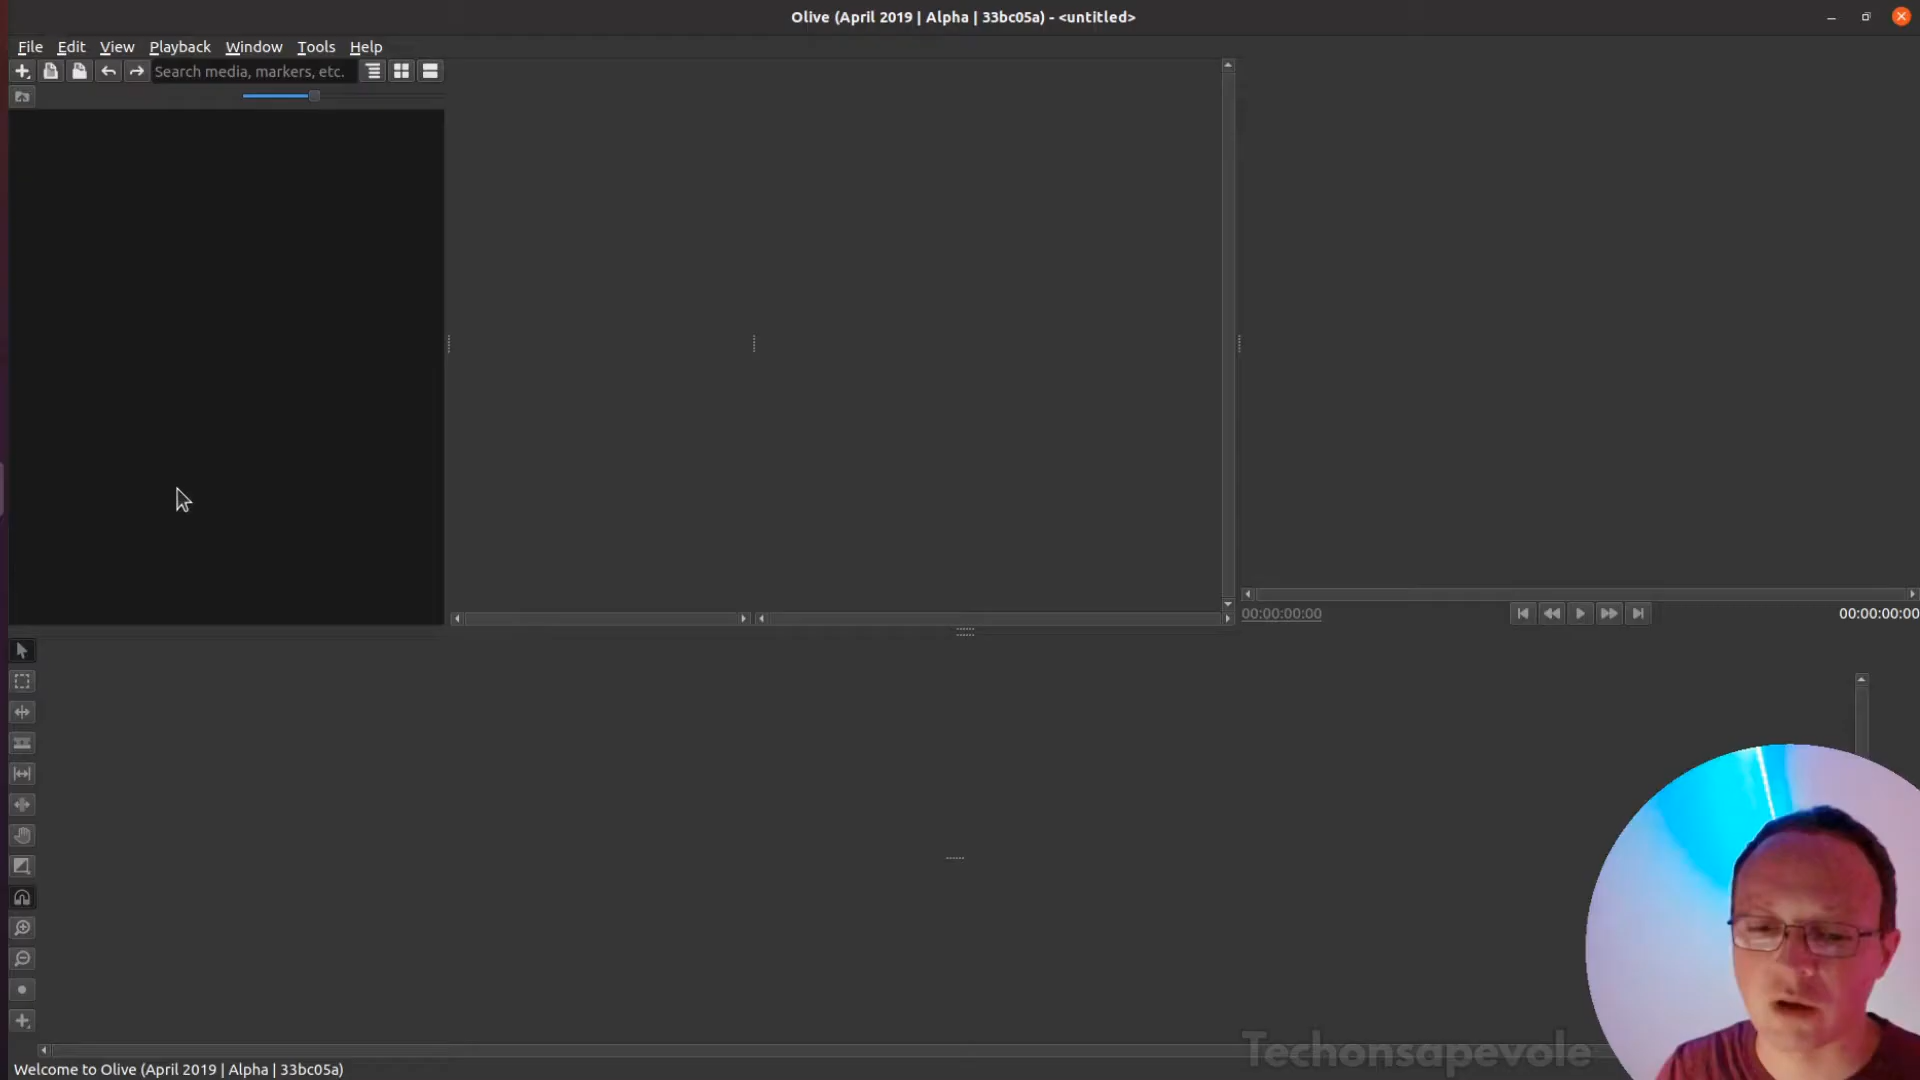 Olive (April 2019 | Alpha | 33bc05a) - <untitled>
File Edit View Playback Window Tools Help
Search media, markers, etc.
00:00:00:00
00:00:00:00
Techonsapevole
Welcome to Olive (April 2019 | Alpha | 33bc05a)